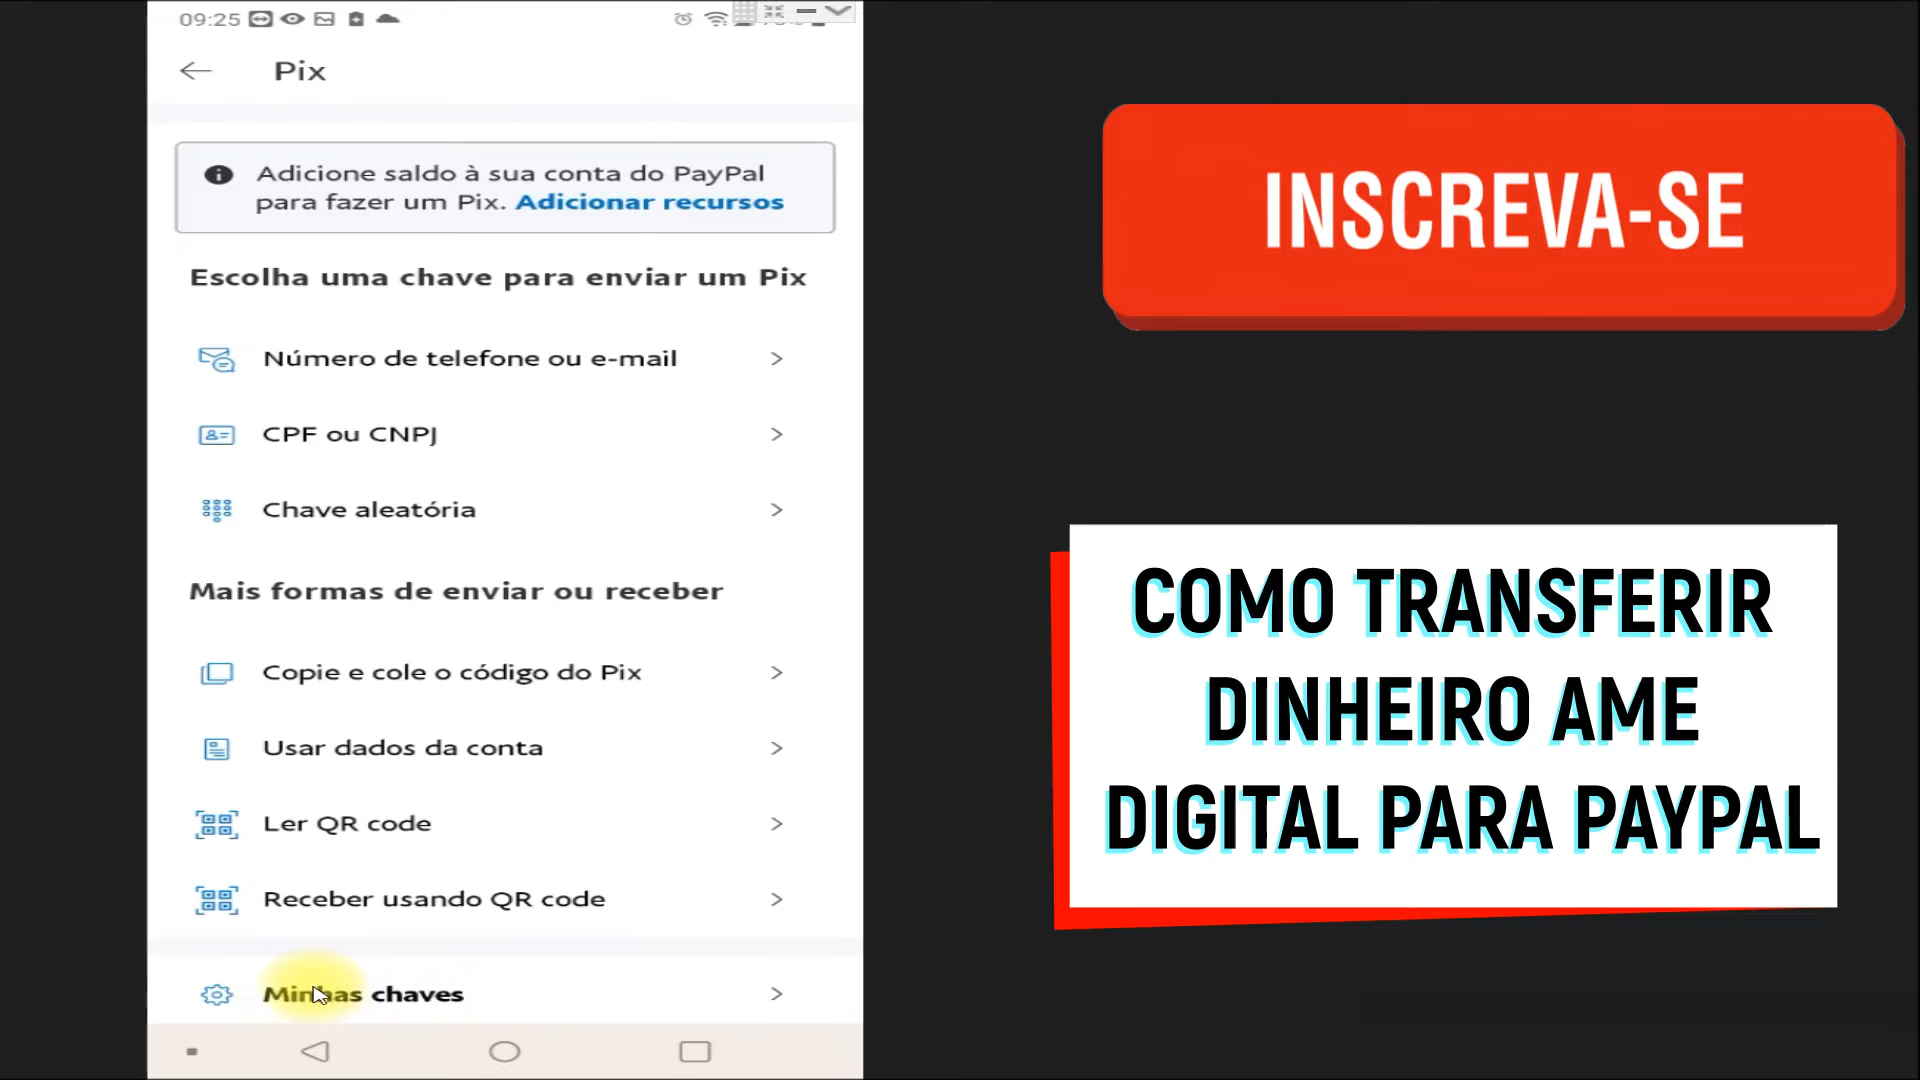 09:25
Pix
Adicione saldo à sua conta do PayPal
para fazer um Pix. Adicionar recursos
Escolha uma chave para enviar um Pix
Número de telefone ou e-mail
CPF ou CNPJ
Chave aleatória
Mais formas de enviar ou receber
Copie e cole o código do Pix
Usar dados da conta
Ler QR code
Receber usando QR code
Minhas chaves
INSCREVA-SE
COMO TRANSFERIR
DINHEIRO AME
DIGITAL PARA PAYPAL